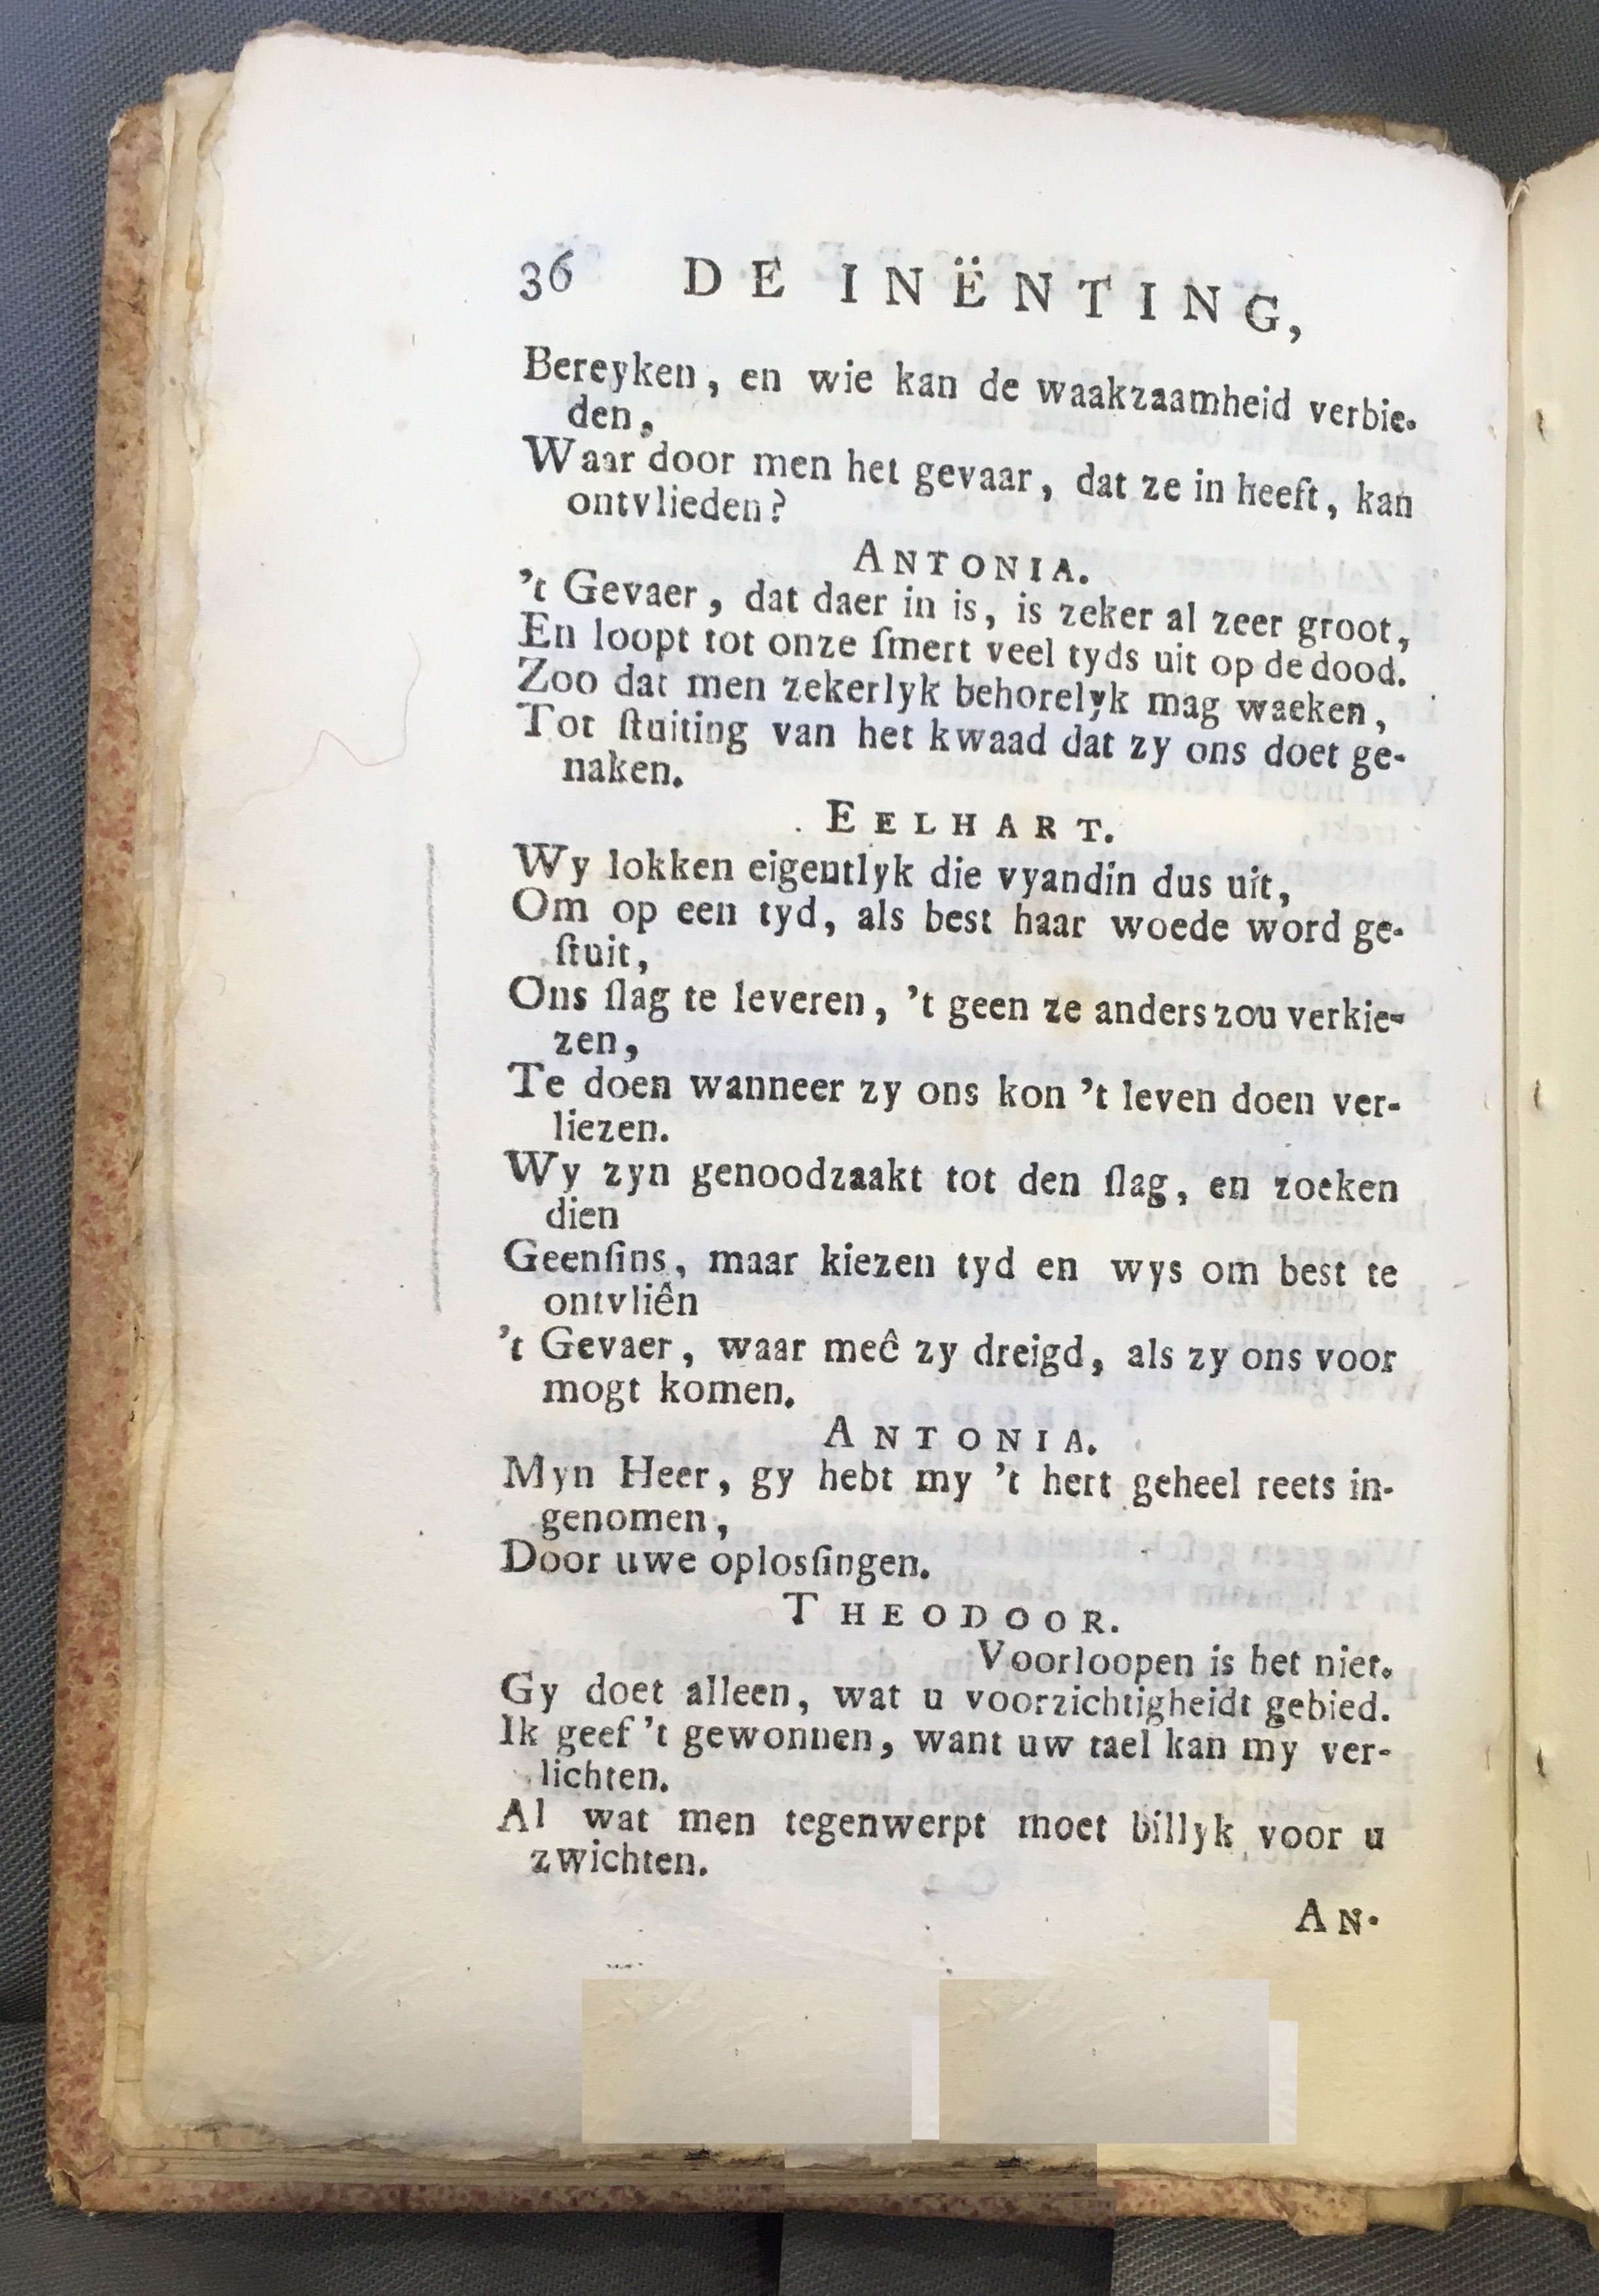 36 DE INËNTING,
Bereyken, en wie kan de waakzaamheid verbie-
den,
Waar door men het gevaar, dat ze in heeft, kan
ontvlieden?
ANTONIA.
't Gevaer, dat daer in is, is zeker al zeer groot,
En loopt tot onze ſmert veel tyds uit op de dood.
Zoo dat men zekerlyk behorelyk mag waeken,
Tot ſtuiting van het kwaad dat zy ons doet ge-
naken.
EELHART.
Wy lokken eigentlyk die vyandin dus uit,
Om op een tyd, als best haar woede word ge-
ſtuit,
Ons ſlag te leveren, 't geen ze anders zou verkie-
zen,
Te doen wanneer zy ons kon 't leven doen ver-
liezen.
Wy zyn genoodzaakt tot den ſlag, en zoeken
dien
Geenſins, maar kiezen tyd en wys om best te
ontvliên
't Gevaer, waar meê zy dreigd, als zy ons voor
mogt komen.
ANTONIA.
Myn Heer, gy hebt my 't hert geheel reets in-
genomen,
Door uwe oplosſingen.
THEODOOR.
Voorloopen is het niet.
Gy doet alleen, wat u voorzichtigheidt gebied.
Ik geef 't gewonnen, want uw tael kan my ver-
lichten.
Al wat men tegenwerpt moet billyk voor u
zwichten.
AN-